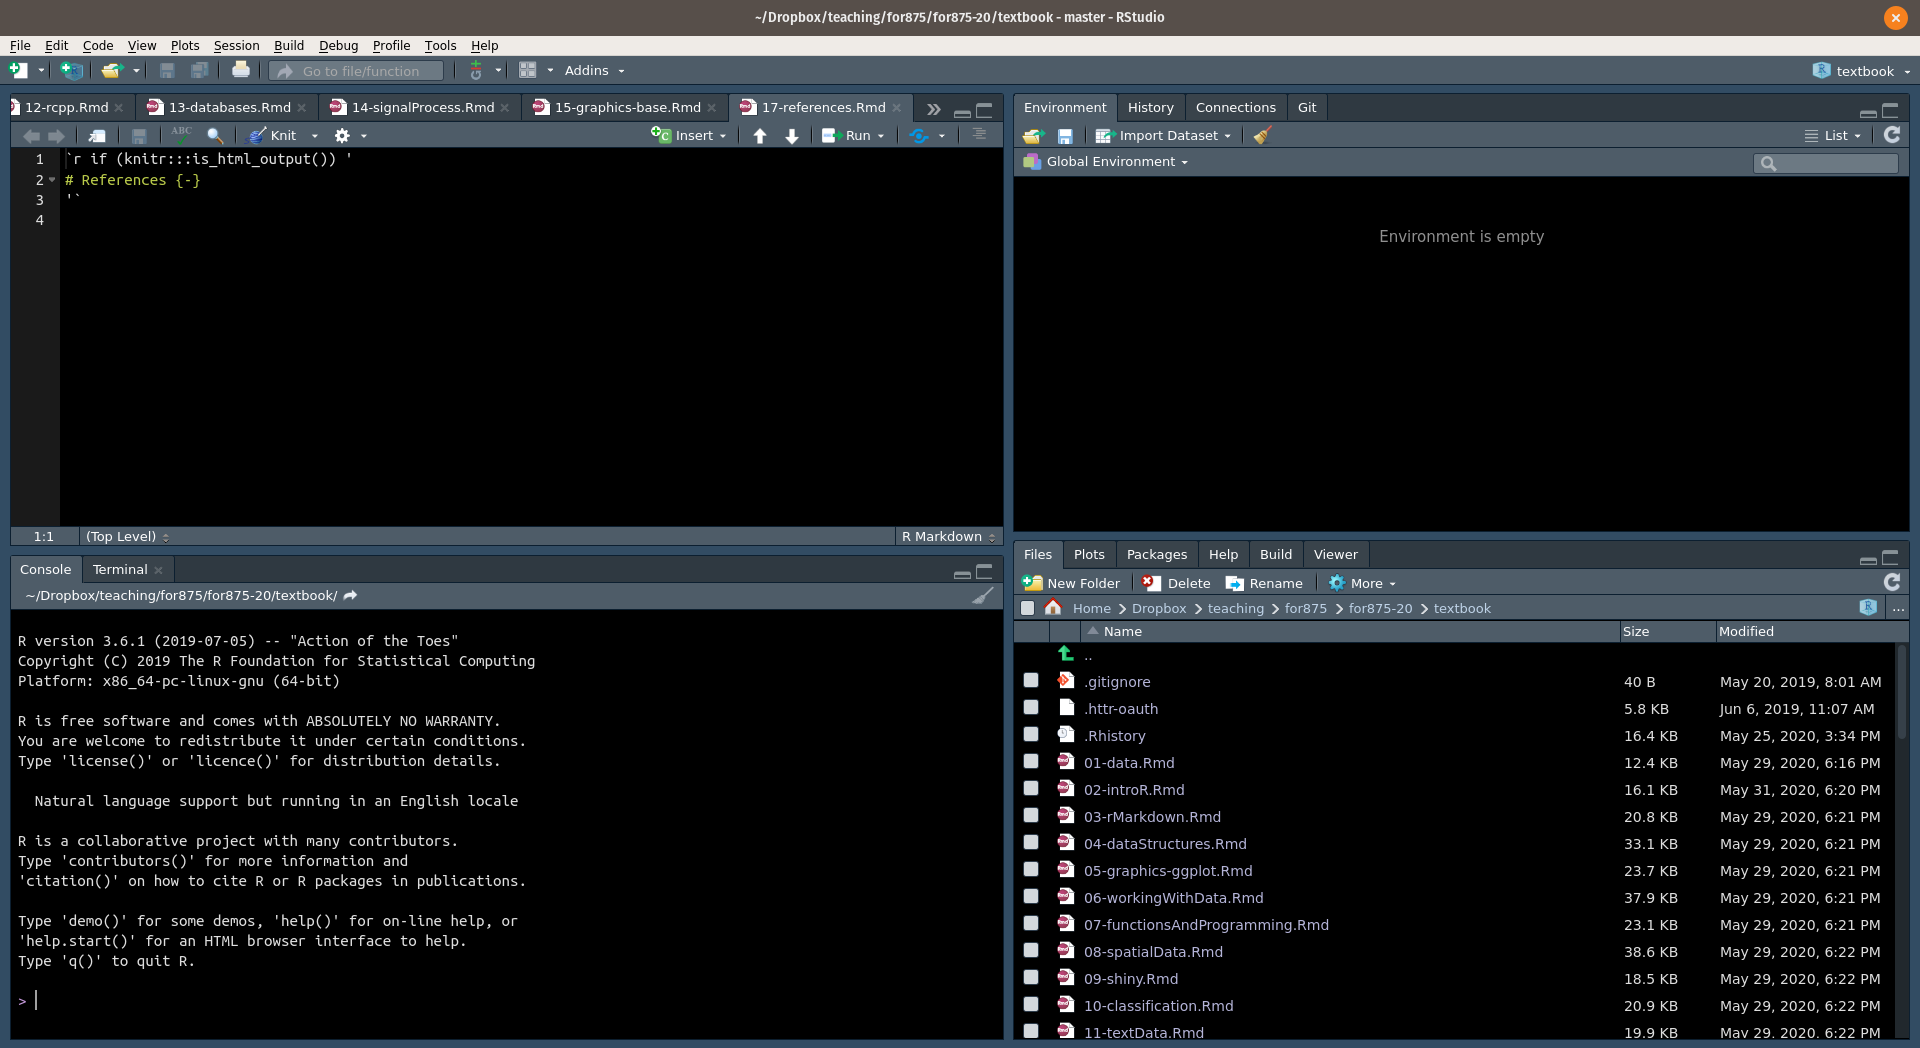 ~/Dropbox/teaching/for875/for875-20/textbook - master - RStudio
File Edit Code View Plots Session Build Debug Profile Tools Help
Go to file/function Addins textbook
12-rcpp.Rmd 13-databases.Rmd 14-signalProcess.Rmd 15-graphics-base.Rmd 17-references.Rmd
ABC Knit Insert Run
1 `r if (knitr:::is_html_output()) '
2 # References {-}
3 '`
4
1:1 (Top Level) R Markdown
Console Terminal
~/Dropbox/teaching/for875/for875-20/textbook/
R version 3.6.1 (2019-07-05) -- "Action of the Toes"
Copyright (C) 2019 The R Foundation for Statistical Computing
Platform: x86_64-pc-linux-gnu (64-bit)
R is free software and comes with ABSOLUTELY NO WARRANTY.
You are welcome to redistribute it under certain conditions.
Type 'license()' or 'licence()' for distribution details.
Natural language support but running in an English locale
R is a collaborative project with many contributors.
Type 'contributors()' for more information and
'citation()' on how to cite R or R packages in publications.
Type 'demo()' for some demos, 'help()' for on-line help, or
'help.start()' for an HTML browser interface to help.
Type 'q()' to quit R.
>
Environment History Connections Git
Import Dataset List
Global Environment
Environment is empty
Files Plots Packages Help Build Viewer
New Folder Delete Rename More
Home Dropbox teaching for875 for875-20 textbook ...
Name Size Modified
..
.gitignore 40 B May 20, 2019, 8:01 AM
.httr-oauth 5.8 KB Jun 6, 2019, 11:07 AM
.Rhistory 16.4 KB May 25, 2020, 3:34 PM
01-data.Rmd 12.4 KB May 29, 2020, 6:16 PM
02-introR.Rmd 16.1 KB May 31, 2020, 6:20 PM
03-rMarkdown.Rmd 20.8 KB May 29, 2020, 6:21 PM
04-dataStructures.Rmd 33.1 KB May 29, 2020, 6:21 PM
05-graphics-ggplot.Rmd 23.7 KB May 29, 2020, 6:21 PM
06-workingWithData.Rmd 37.9 KB May 29, 2020, 6:21 PM
07-functionsAndProgramming.Rmd 23.1 KB May 29, 2020, 6:21 PM
08-spatialData.Rmd 38.6 KB May 29, 2020, 6:22 PM
09-shiny.Rmd 18.5 KB May 29, 2020, 6:22 PM
10-classification.Rmd 20.9 KB May 29, 2020, 6:22 PM
11-textData.Rmd 19.9 KB May 29, 2020, 6:22 PM